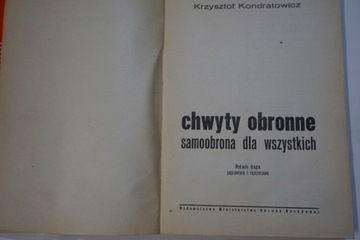 Krzysztof Kondratowicz
chwyty obronne
samoobrona dla wszystkich
Wydanie drugie
poprawione i rozszerzone
Wydawnictwo Ministerstwa Obrony Narodowej